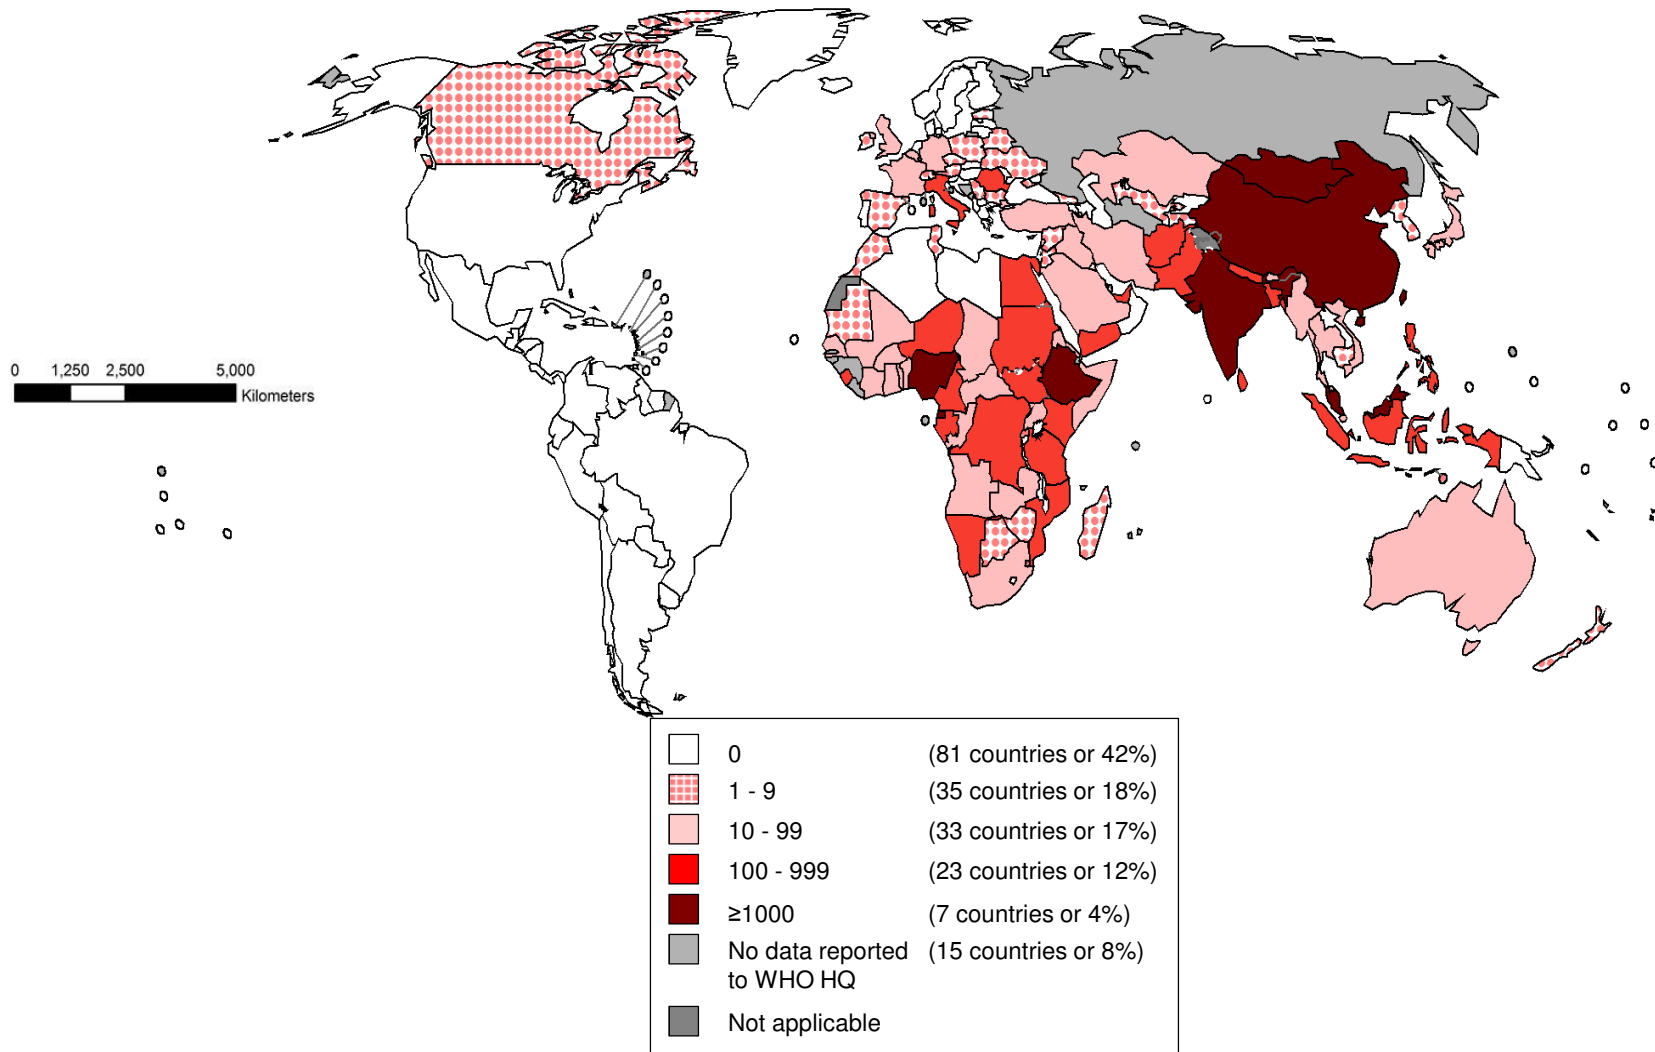 0 1,250 2,500 5,000
Kilometers
0 (81 countries or 42%)
1 - 9 (35 countries or 18%)
10 - 99 (33 countries or 17%)
100 - 999 (23 countries or 12%)
≥1000 (7 countries or 4%)
No data reported (15 countries or 8%)
to WHO HQ
Not applicable